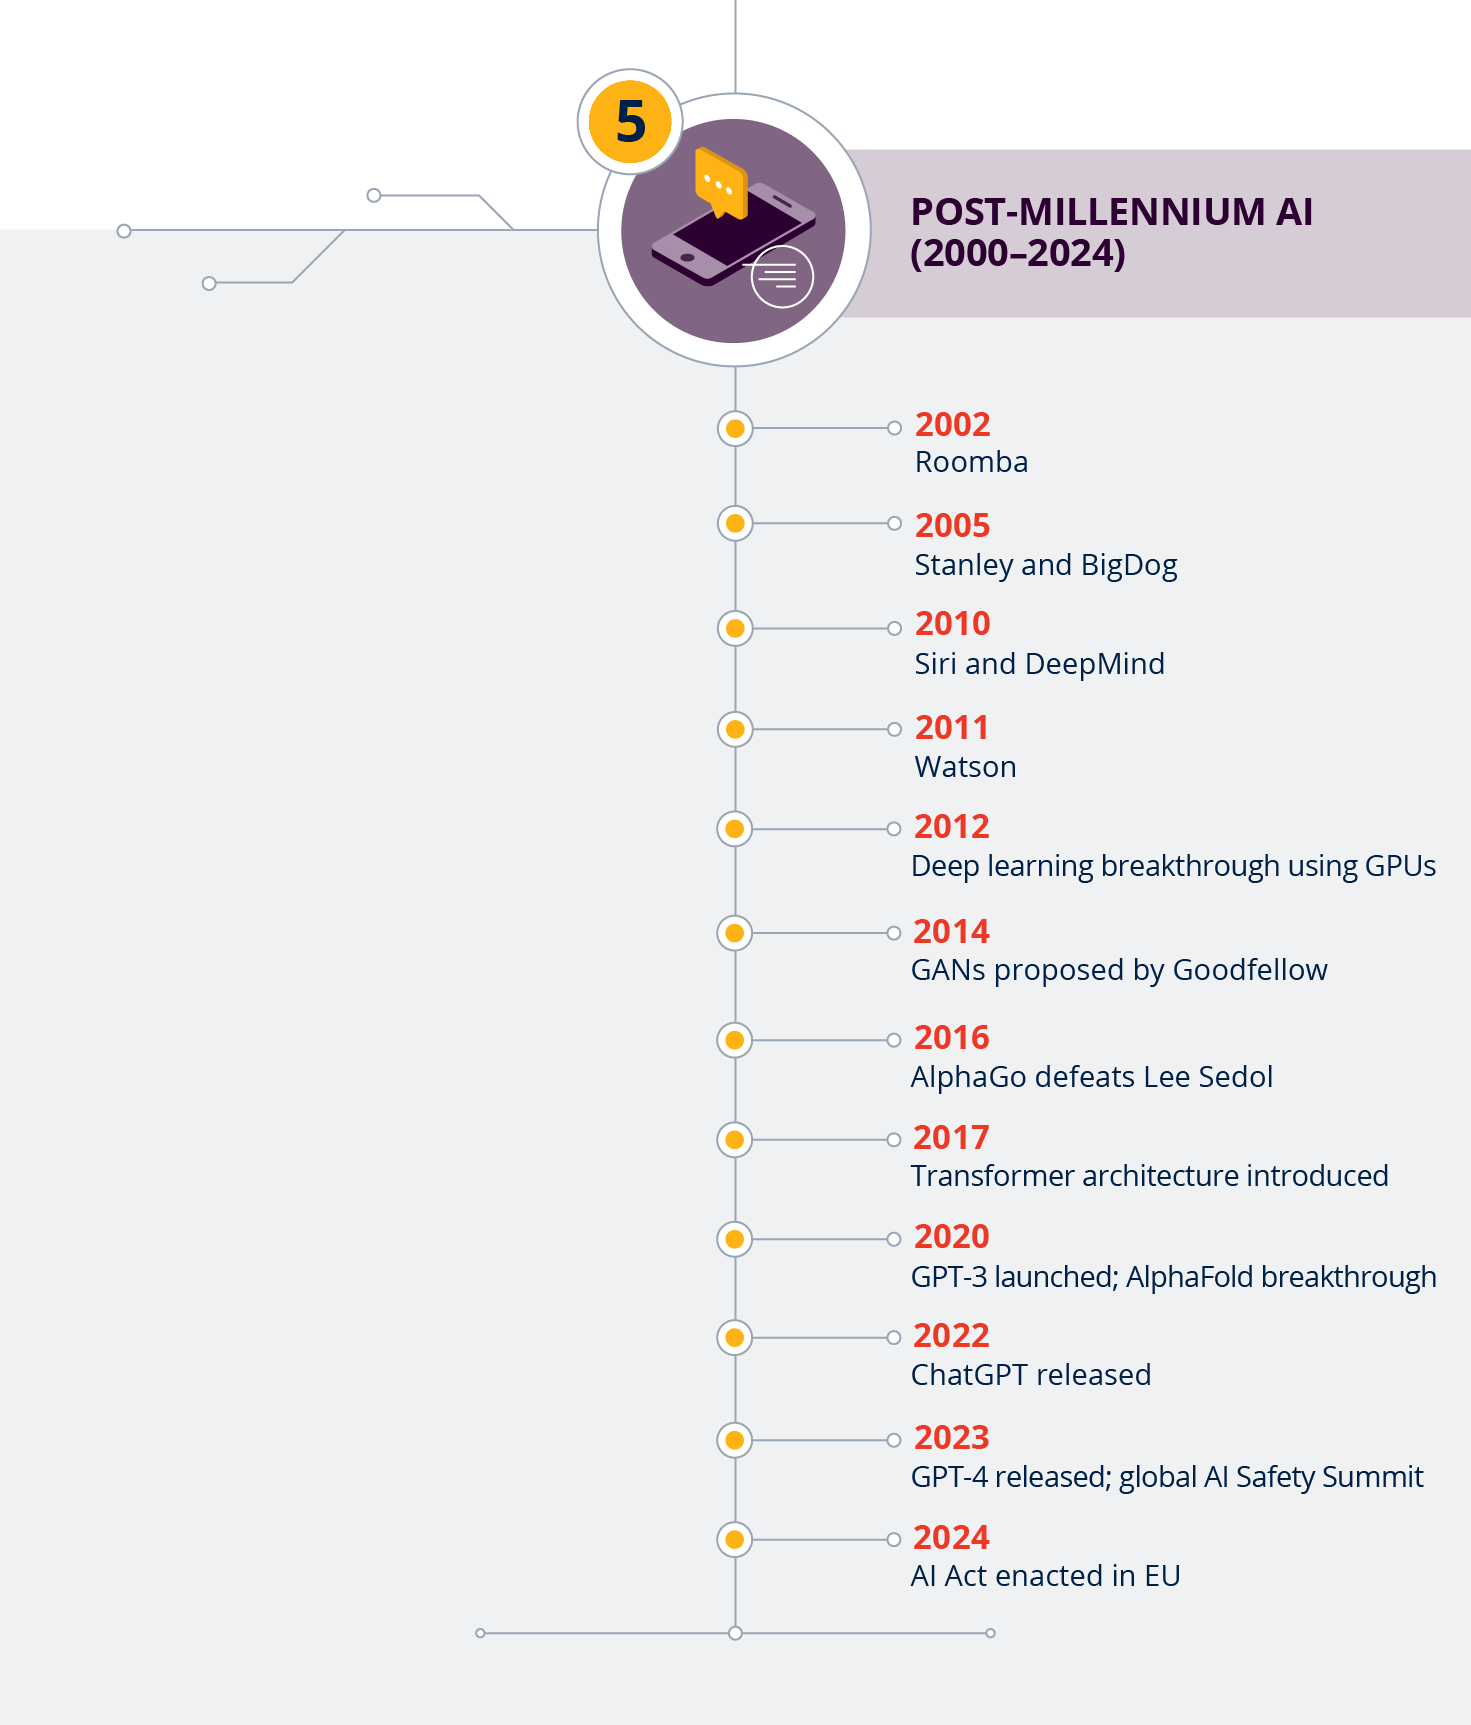 5
POST-MILLENNIUM AI
(2000–2024)
2002
Roomba
2005
Stanley and BigDog
2010
Siri and DeepMind
2011
Watson
2012
Deep learning breakthrough using GPUs
2014
GANs proposed by Goodfellow
2016
AlphaGo defeats Lee Sedol
2017
Transformer architecture introduced
2020
GPT-3 launched; AlphaFold breakthrough
2022
ChatGPT released
2023
GPT-4 released; global AI Safety Summit
2024
AI Act enacted in EU